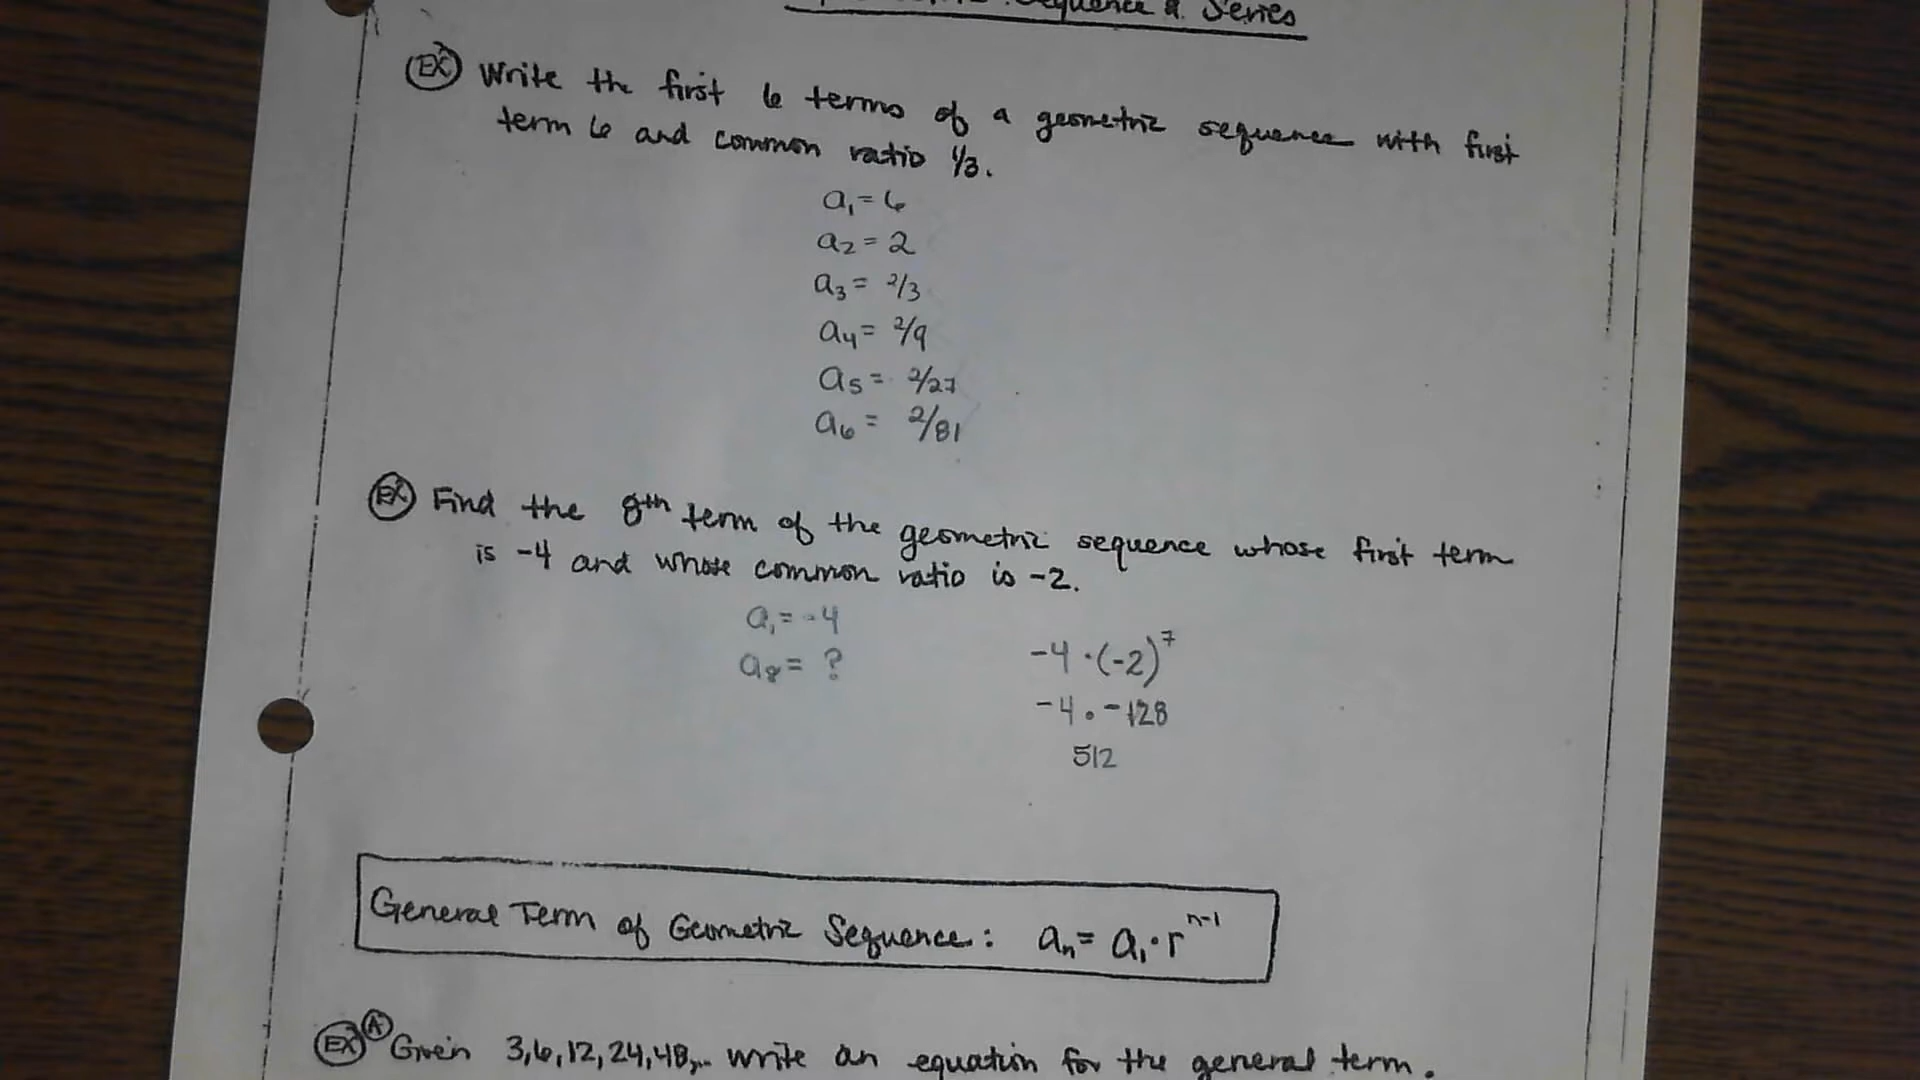 Sequence & Series
EX Write the first 6 terms of a geometric sequence with first
term 6 and common ratio 1/3.
a₁ = 6
a₂ = 2
a₃ = 2/3
a₄ = 2/9
a₅ = 2/27
a₆ = 2/81
EX Find the 8th term of the geometric sequence whose first term
is -4 and whose common ratio is -2.
a₁ = -4
a₈ = ?
-4 · (-2)⁷
-4 · -128
512
General Term of Geometric Sequence: aₙ = a₁ · rⁿ⁻¹
EX A Given 3, 6, 12, 24, 48, ... write an equation for the general term.